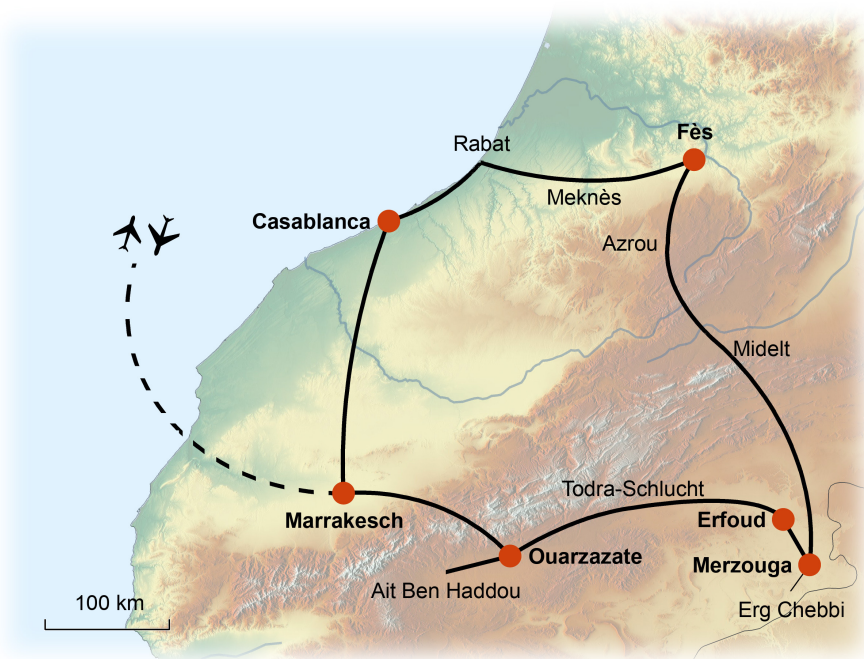 Fès
Rabat
Meknès
Casablanca
Azrou
Midelt
Todra-Schlucht
Marrakesch
Erfoud
Ouarzazate
Merzouga
Ait Ben Haddou
100 km
Erg Chebbi